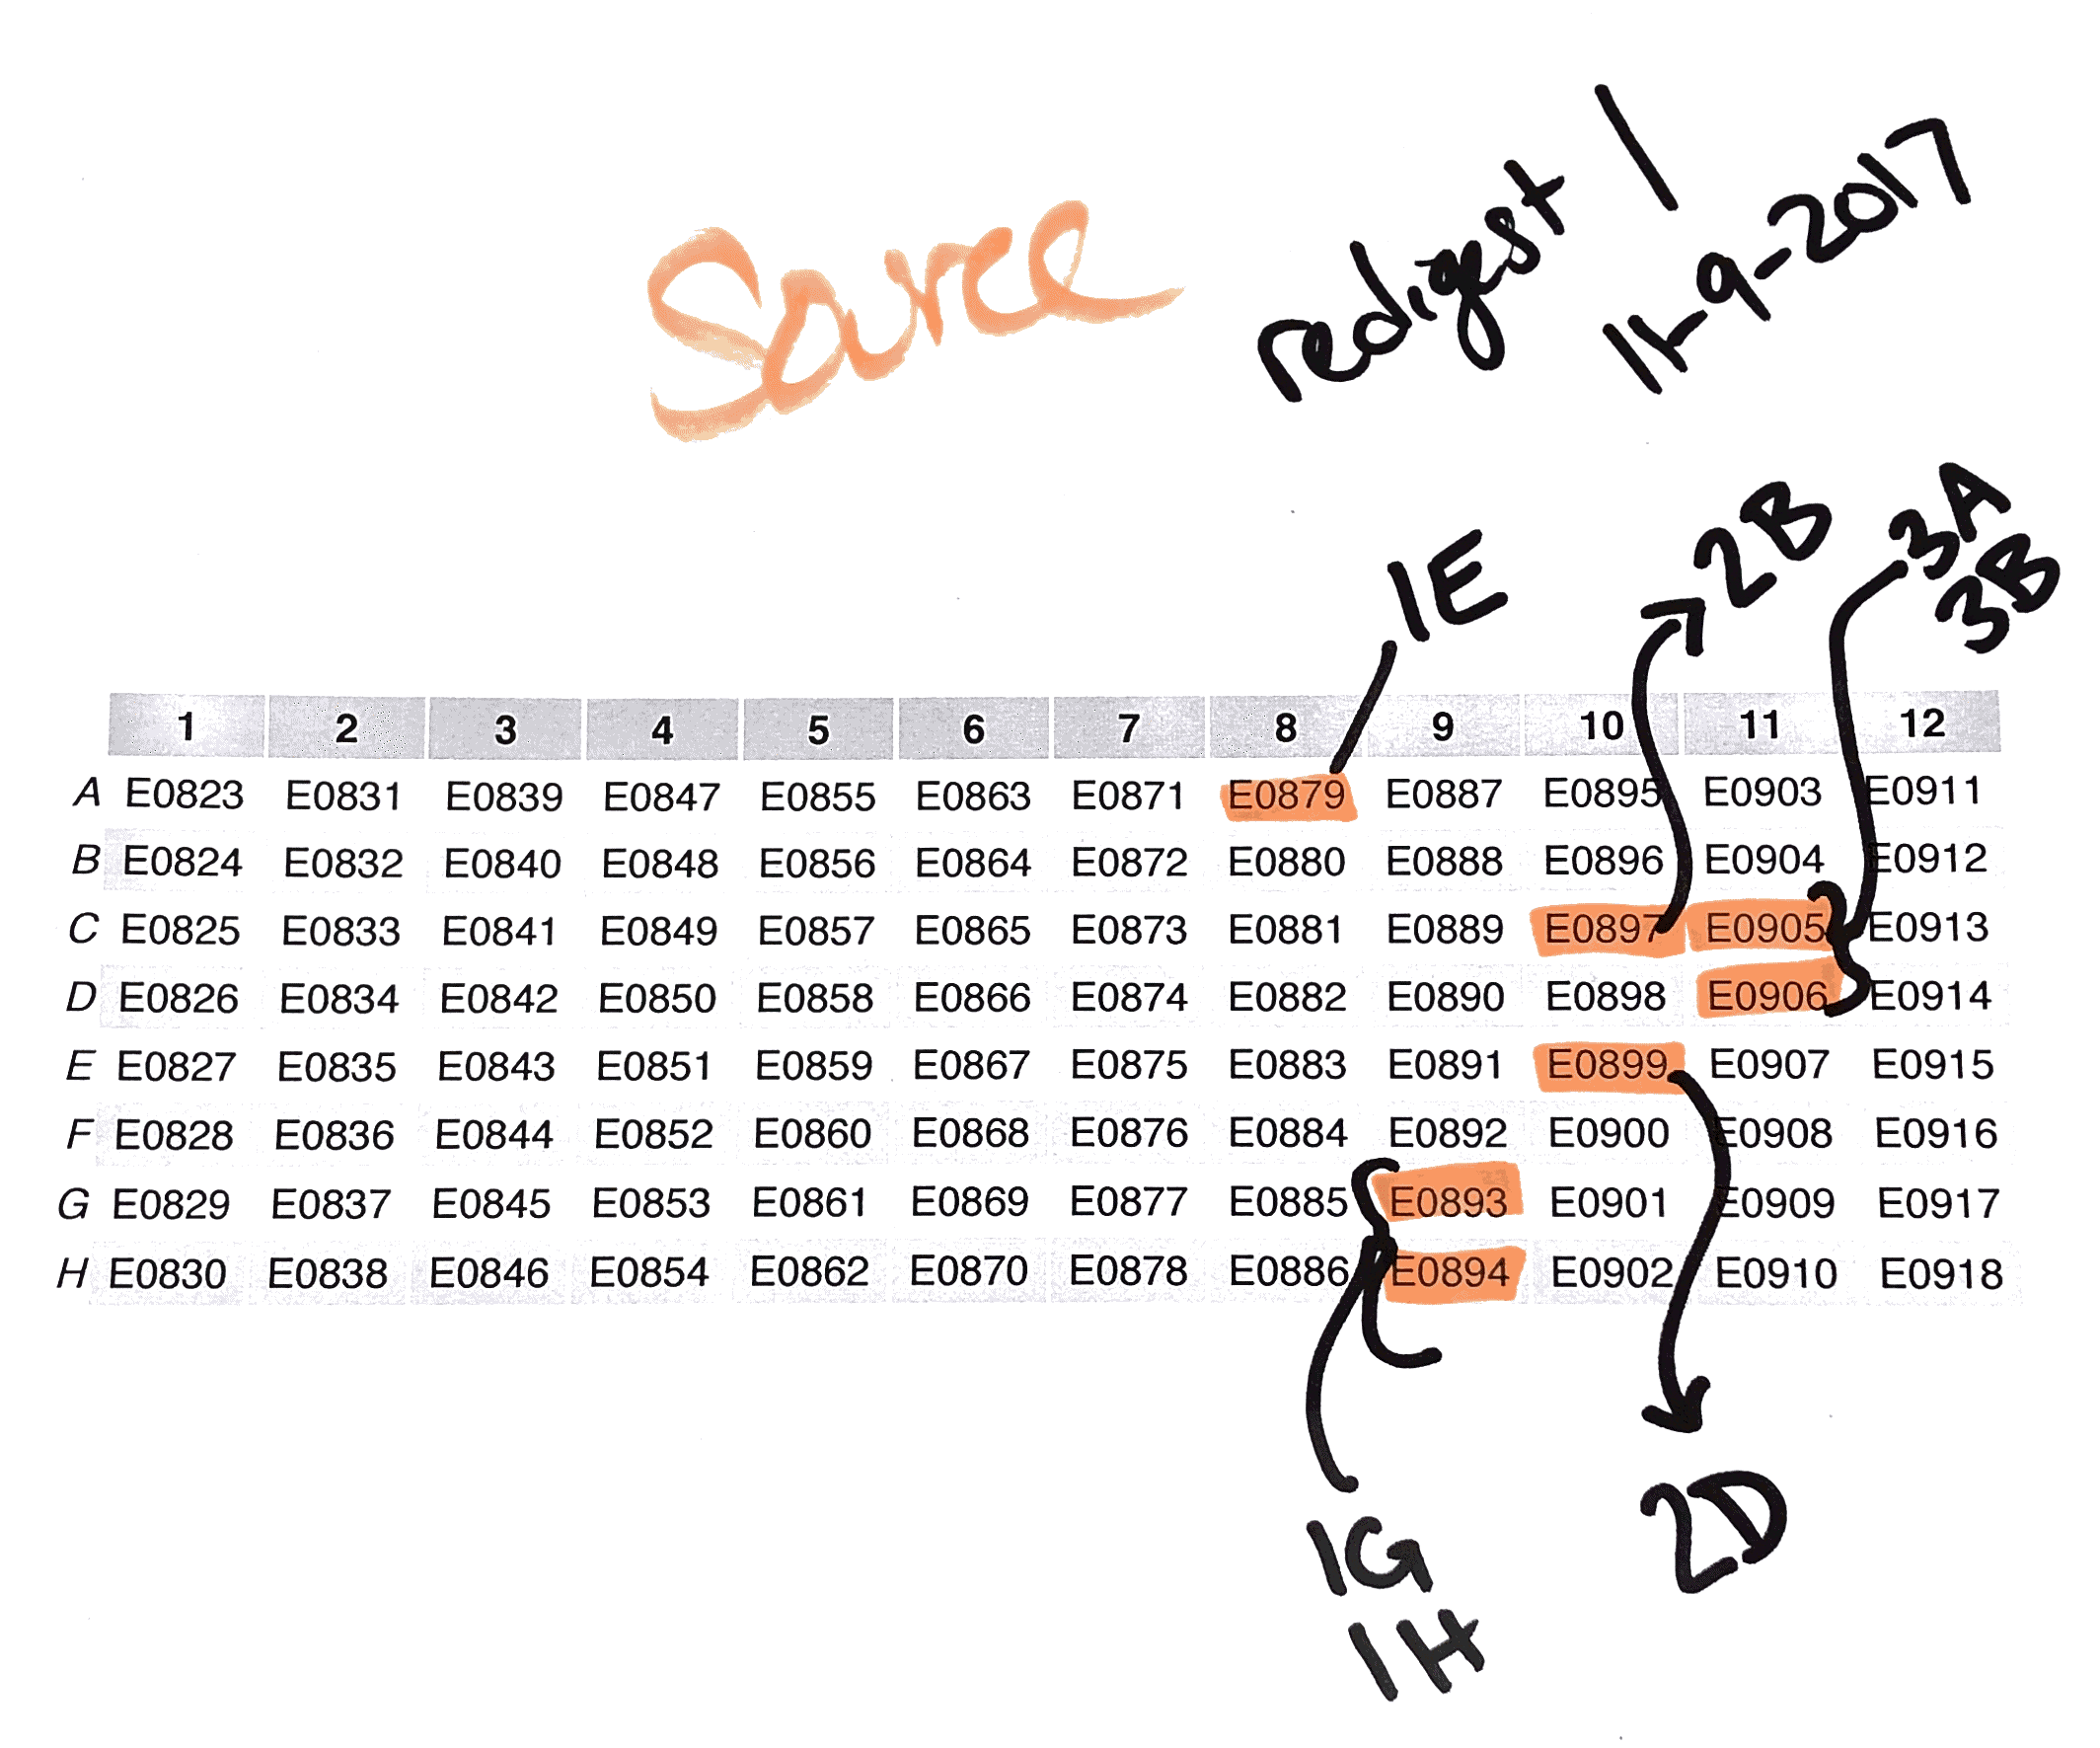 Source
redigest 1
11-9-2017
1E
2B
3A
3B
1 2 3 4 5 6 7 8 9 10 11 12
A E0823 E0831 E0839 E0847 E0855 E0863 E0871 E0879 E0887 E0895 E0903 E0911
B E0824 E0832 E0840 E0848 E0856 E0864 E0872 E0880 E0888 E0896 E0904 E0912
C E0825 E0833 E0841 E0849 E0857 E0865 E0873 E0881 E0889 E0897 E0905 E0913
D E0826 E0834 E0842 E0850 E0858 E0866 E0874 E0882 E0890 E0898 E0906 E0914
E E0827 E0835 E0843 E0851 E0859 E0867 E0875 E0883 E0891 E0899 E0907 E0915
F E0828 E0836 E0844 E0852 E0860 E0868 E0876 E0884 E0892 E0900 E0908 E0916
G E0829 E0837 E0845 E0853 E0861 E0869 E0877 E0885 E0893 E0901 E0909 E0917
H E0830 E0838 E0846 E0854 E0862 E0870 E0878 E0886 E0894 E0902 E0910 E0918
1G
1H
2D